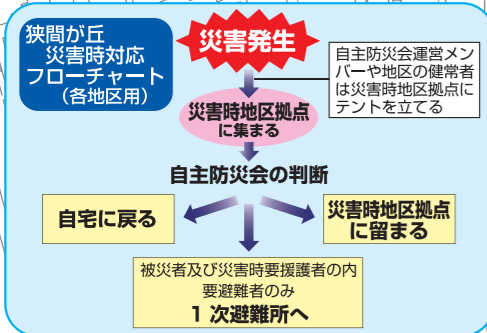 狭間が丘
災害時対応
フローチャート
（各地区用）
災害発生
自主防災会運営メン
バーや地区の健常者
は災害時地区拠点に
テントを立てる
災害時地区拠点
に集まる
自主防災会の判断
自宅に戻る
災害時地区拠点
に留まる
被災者及び災害時要援護者の内
要避難者のみ
1 次避難所へ